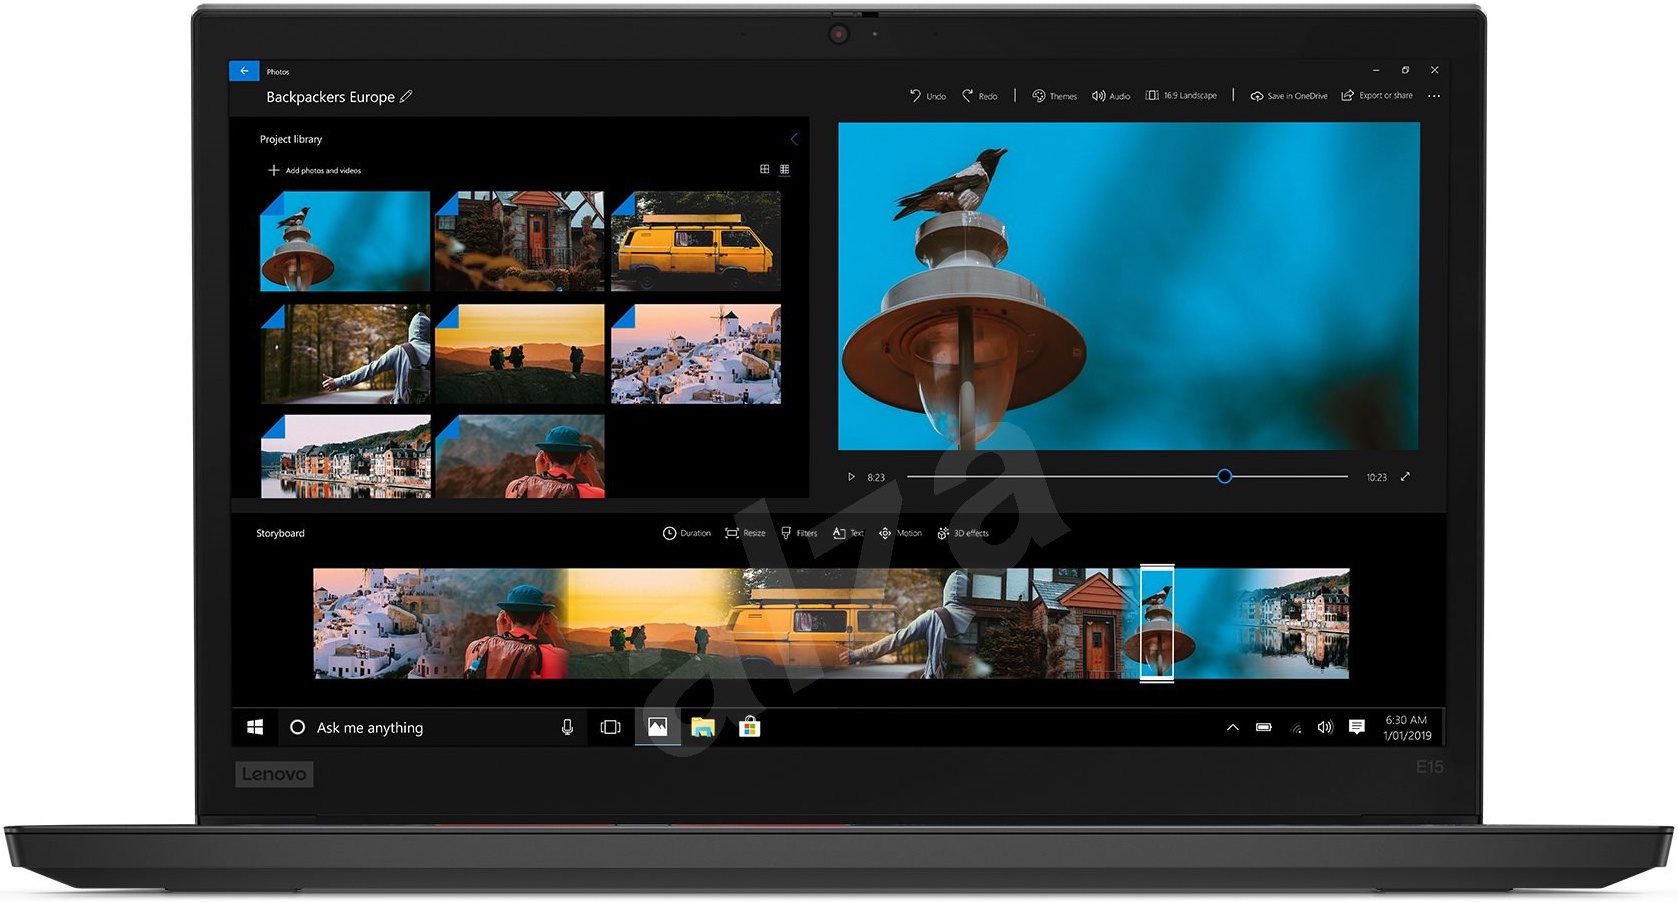 Photos
Backpackers Europe
Undo Redo Themes Audio 16:9 Landscape Save in OneDrive Export or share
Project library
Add photos and videos
8:23 10:23
Storyboard
Duration Resize Filters Text Motion 3D effects
Ask me anything
6:30 AM
1/01/2019
Lenovo
E15
alza